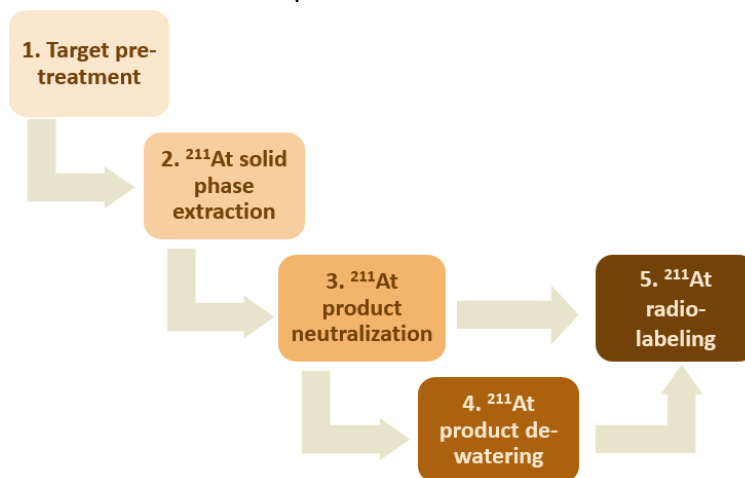 1. Target pre-
treatment
2. ²¹¹At solid
phase
extraction
3. ²¹¹At
product
neutralization
5. ²¹¹At
radio-
labeling
4. ²¹¹At
product de-
watering